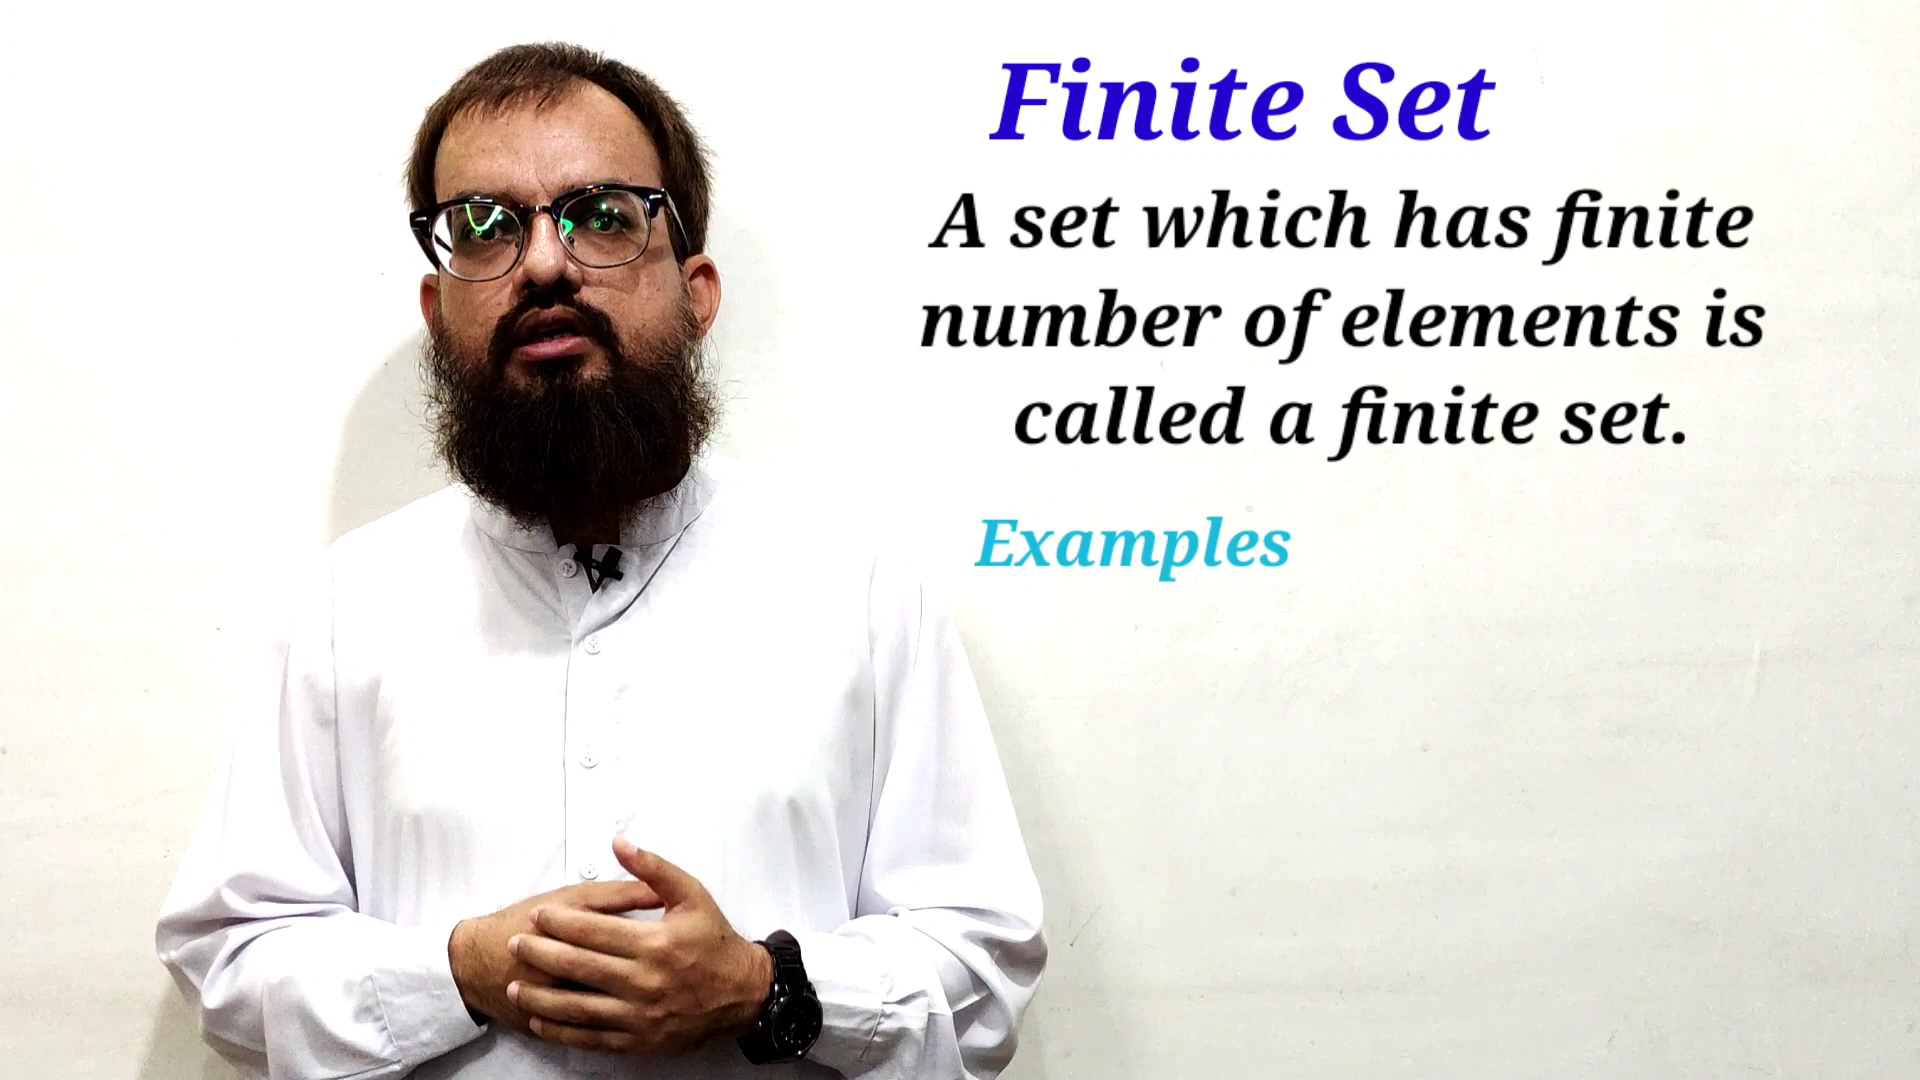 Finite Set
A set which has finite
number of elements is
called a finite set.
Examples